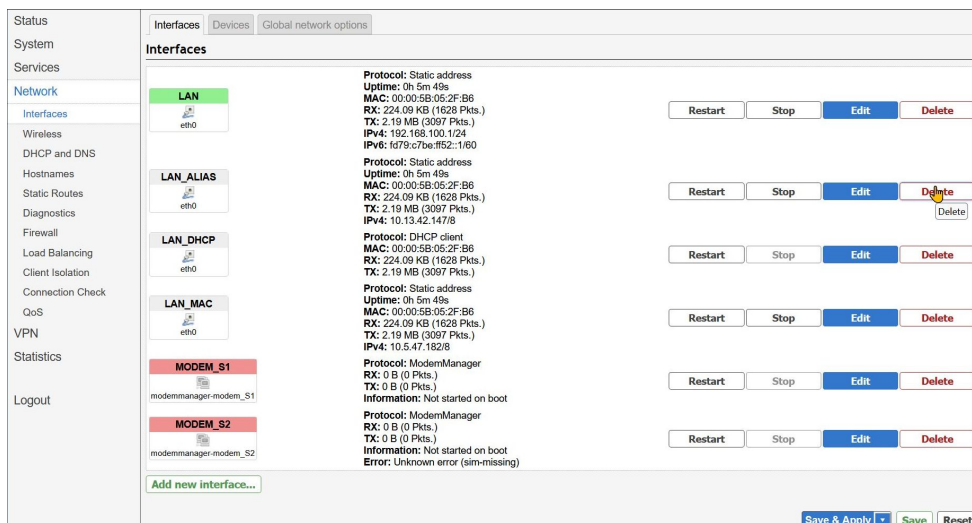 Status
System
Services
Network
Interfaces
Wireless
DHCP and DNS
Hostnames
Static Routes
Diagnostics
Firewall
Load Balancing
Client Isolation
Connection Check
QoS
VPN
Statistics
Logout
Interfaces Devices Global network options
Interfaces
LAN
eth0
Protocol: Static address
Uptime: 0h 5m 49s
MAC: 00:00:5B:05:2F:B6
RX: 224.09 KB (1628 Pkts.)
TX: 2.19 MB (3097 Pkts.)
IPv4: 192.168.100.1/24
IPv6: fd79:c7be:ff52::1/60
Restart Stop Edit Delete
LAN_ALIAS
eth0
Protocol: Static address
Uptime: 0h 5m 49s
MAC: 00:00:5B:05:2F:B6
RX: 224.09 KB (1628 Pkts.)
TX: 2.19 MB (3097 Pkts.)
IPv4: 10.13.42.147/8
Restart Stop Edit Delete
Delete
LAN_DHCP
eth0
Protocol: DHCP client
MAC: 00:00:5B:05:2F:B6
RX: 224.09 KB (1628 Pkts.)
TX: 2.19 MB (3097 Pkts.)
Restart Stop Edit Delete
LAN_MAC
eth0
Protocol: Static address
Uptime: 0h 5m 49s
MAC: 00:00:5B:05:2F:B6
RX: 224.09 KB (1628 Pkts.)
TX: 2.19 MB (3097 Pkts.)
IPv4: 10.5.47.182/8
Restart Stop Edit Delete
MODEM_S1
modemmanager-modem_S1
Protocol: ModemManager
RX: 0 B (0 Pkts.)
TX: 0 B (0 Pkts.)
Information: Not started on boot
Restart Stop Edit Delete
MODEM_S2
modemmanager-modem_S2
Protocol: ModemManager
RX: 0 B (0 Pkts.)
TX: 0 B (0 Pkts.)
Information: Not started on boot
Error: Unknown error (sim-missing)
Restart Stop Edit Delete
Add new interface...
Save & Apply Save Reset